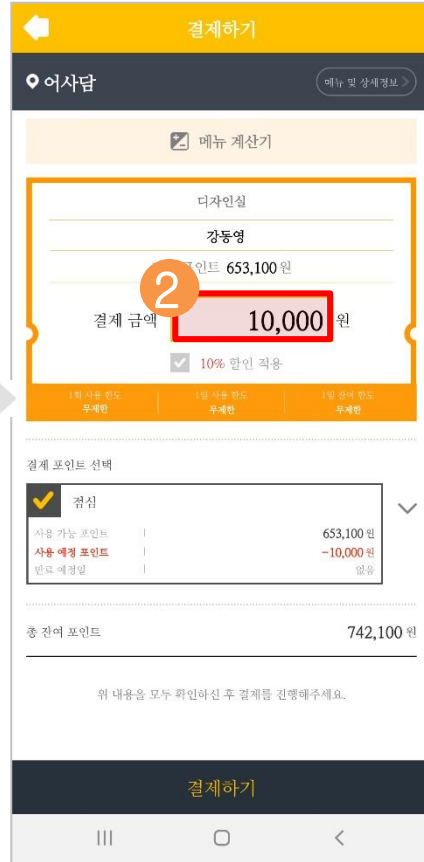 결제하기
어사담
메뉴 및 상세정보 >
메뉴 계산기
디자인실
강동영
포인트 653,100 원
2
결제 금액 10,000 원
10% 할인 적용
1회 사용 한도 1일 사용 한도 1일 잔여 한도
무제한 무제한 무제한
결제 포인트 선택
점심
사용 가능 포인트 653,100 원
사용 예정 포인트 -10,000 원
만료 예정일 없음
총 잔여 포인트 742,100 원
위 내용을 모두 확인하신 후 결제를 진행해주세요.
결제하기